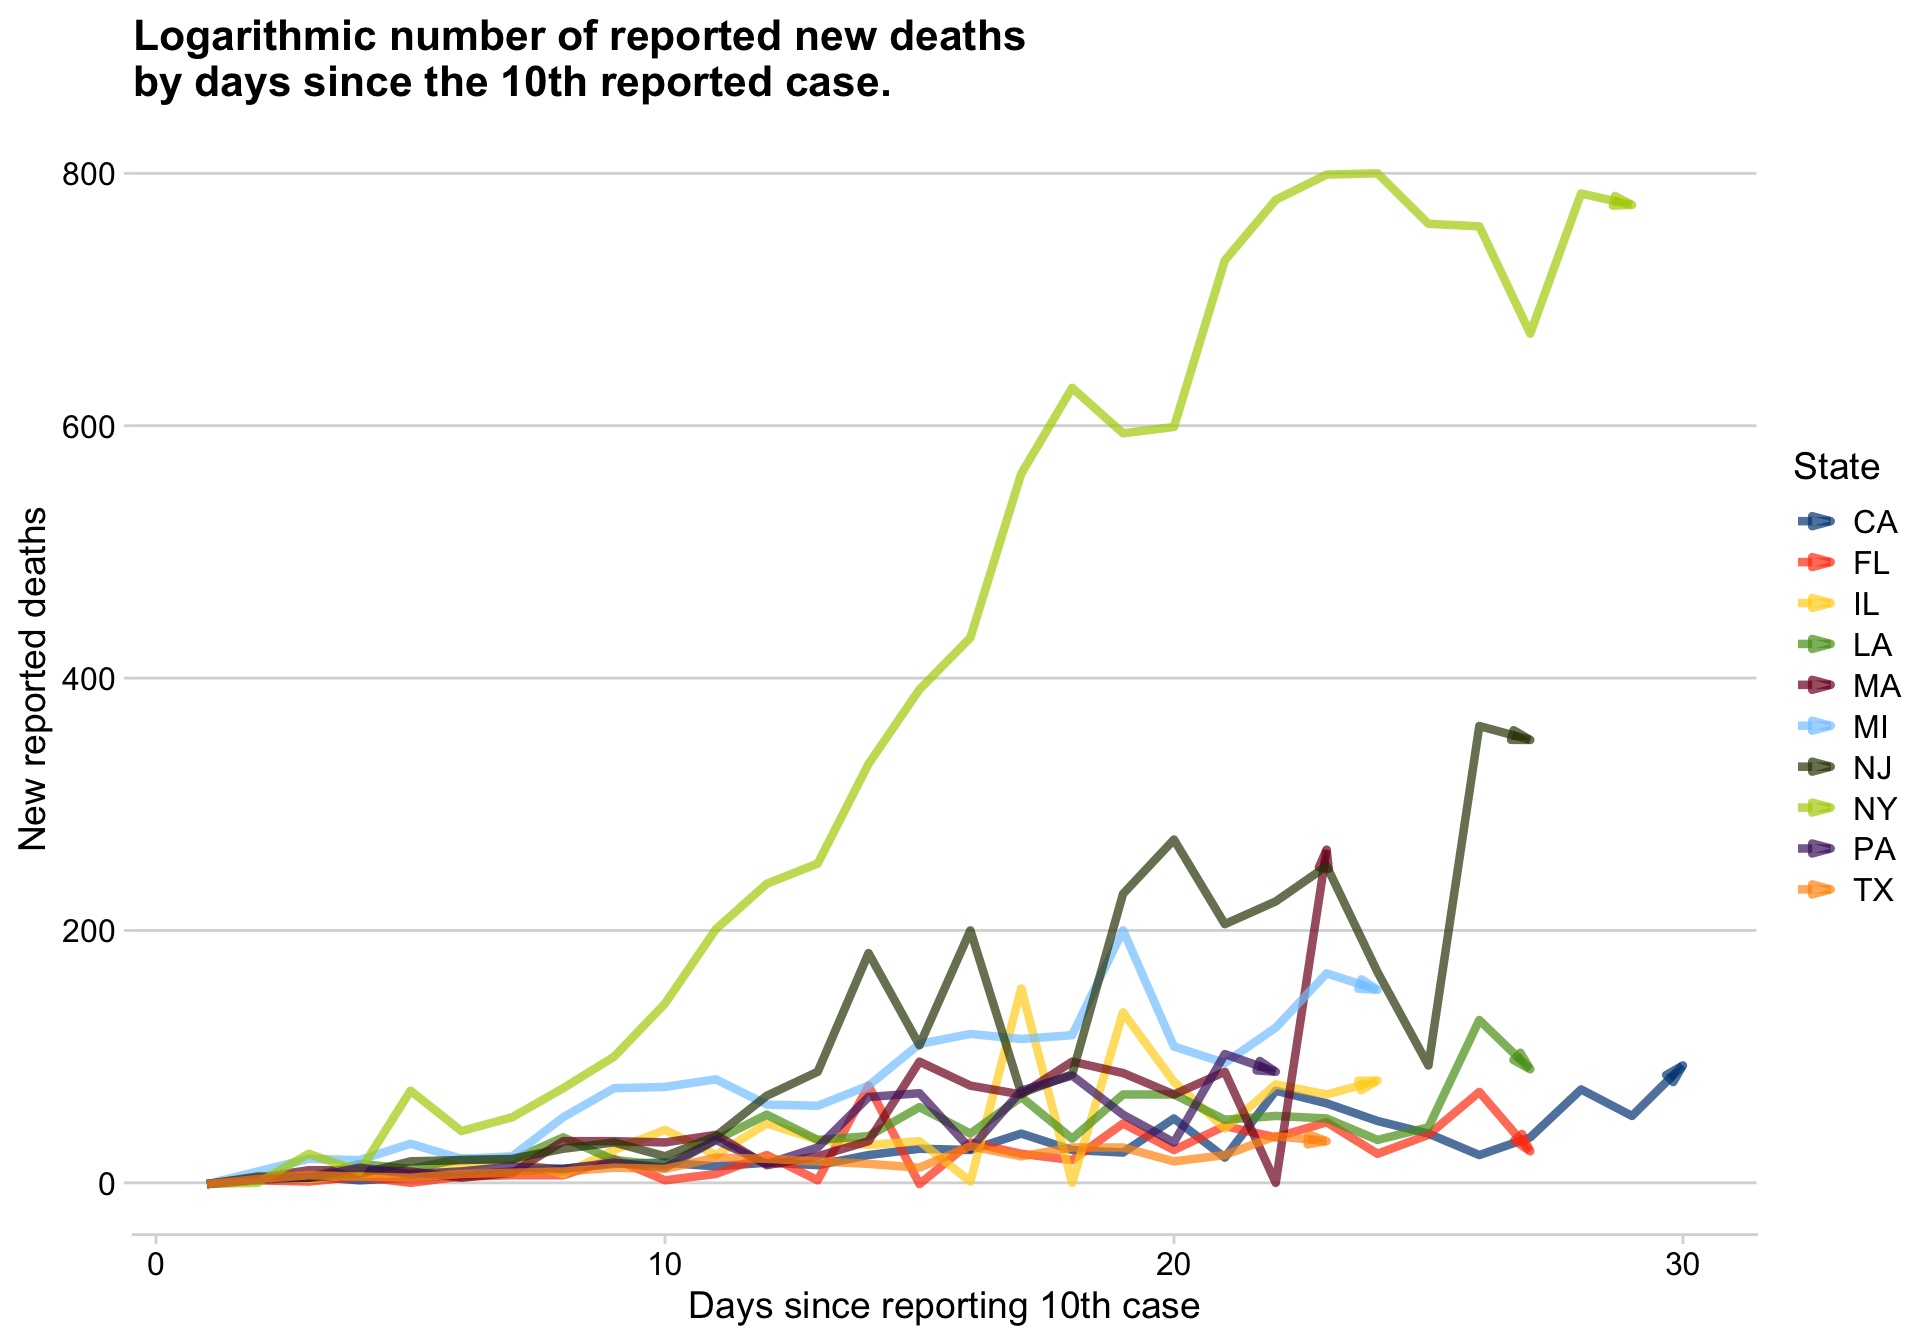 Logarithmic number of reported new deaths
by days since the 10th reported case.
New reported deaths
800
600
400
200
0
0 10 20 30
Days since reporting 10th case
State
CA
FL
IL
LA
MA
MI
NJ
NY
PA
TX